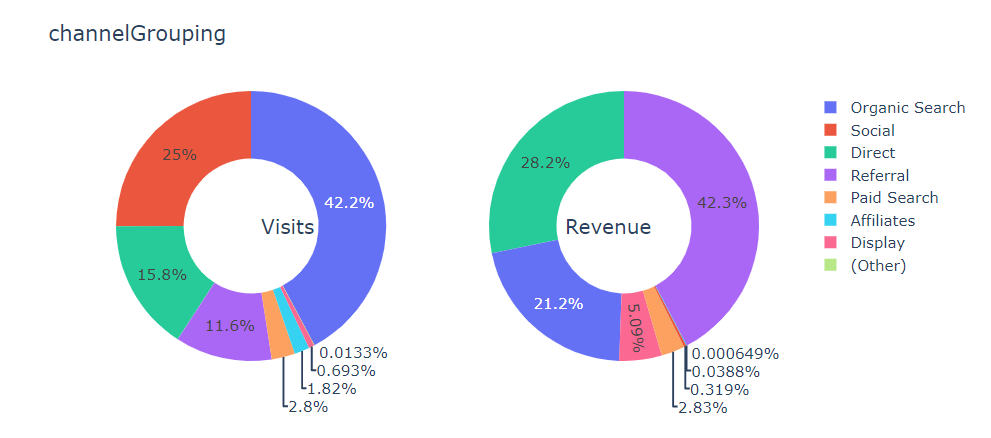 channelGrouping
25%
42.2%
Visits
15.8%
11.6%
0.0133%
0.693%
1.82%
2.8%
28.2%
42.3%
Revenue
21.2%
5.09%
0.000649%
0.0388%
0.319%
2.83%
Organic Search
Social
Direct
Referral
Paid Search
Affiliates
Display
(Other)